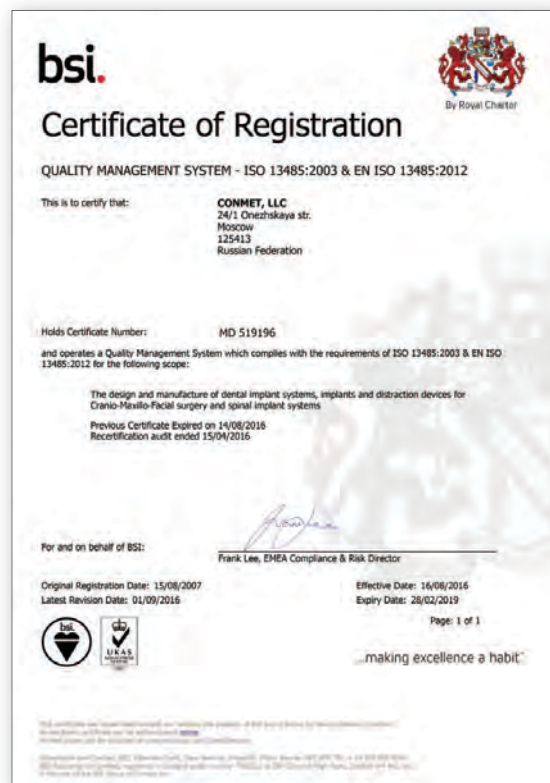 bsi.
By Royal Charter
Certificate of Registration
QUALITY MANAGEMENT SYSTEM - ISO 13485:2003 & EN ISO 13485:2012
This is to certify that:
CONMET, LLC
24/1 Onezhskaya str.
Moscow
125413
Russian Federation
Holds Certificate Number:
MD 519196
and operates a Quality Management System which complies with the requirements of ISO 13485:2003 & EN ISO
13485:2012 for the following scope:
The design and manufacture of dental implant systems, implants and distraction devices for
Cranio-Maxillo-Facial surgery and spinal implant systems
Previous Certificate Expired on 14/08/2016
Recertification audit ended 15/04/2016
For and on behalf of BSI:
Frank Lee, EMEA Compliance & Risk Director
Original Registration Date: 15/08/2007
Effective Date: 16/08/2016
Latest Revision Date: 01/09/2016
Expiry Date: 28/02/2019
Page: 1 of 1
bsi.
UKAS
...making excellence a habit™